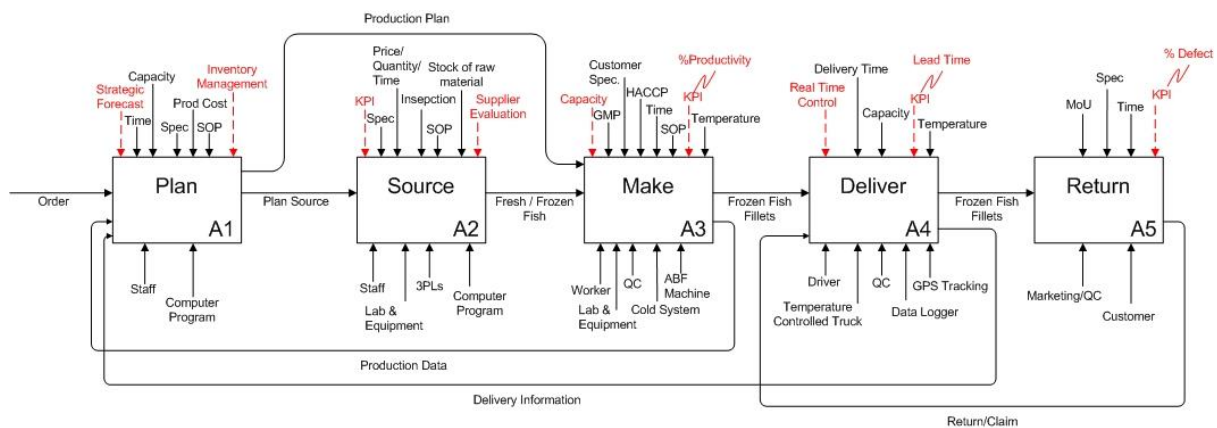 Production Plan
Strategic
Forecast
Time
Capacity
Spec
Prod Cost
SOP
Inventory
Management
Plan
A1
Order
Staff
Computer
Program
Plan Source
KPI
Spec
Price/
Quantity/
Time
Insepction
SOP
Stock of raw
material
Supplier
Evaluation
Source
A2
Staff
Lab &
Equipment
3PLs
Computer
Program
Fresh / Frozen
Fish
Capacity
GMP
Customer
Spec.
HACCP
Time
SOP
%Productivity
KPI
Temperature
Make
A3
Worker
Lab &
Equipment
QC
Cold System
ABF
Machine
Frozen Fish
Fillets
Real Time
Control
Delivery Time
Capacity
Lead Time
KPI
Temperature
Deliver
A4
Driver
Temperature
Controlled Truck
QC
Data Logger
GPS Tracking
Frozen Fish
Fillets
MoU
Spec
Time
% Defect
KPI
Return
A5
Marketing/QC
Customer
Production Data
Delivery Information
Return/Claim